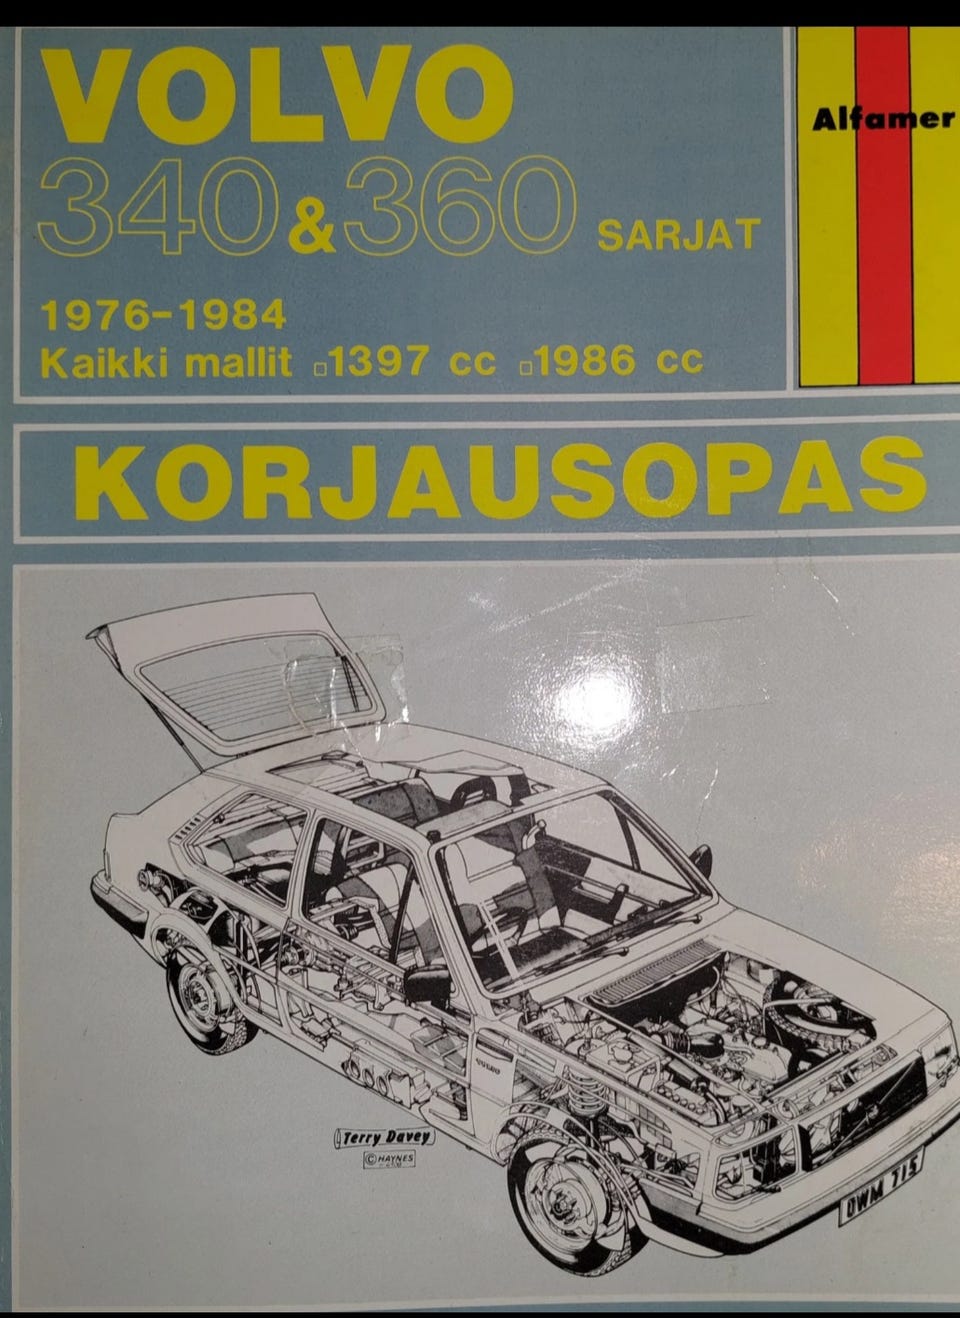 VOLVO
340 & 360 SARJAT
1976-1984
Kaikki mallit □1397 cc □1986 cc
Alfamer
KORJAUSOPAS
VOLVO
Terry Davey
© HAYNES
OWM 715